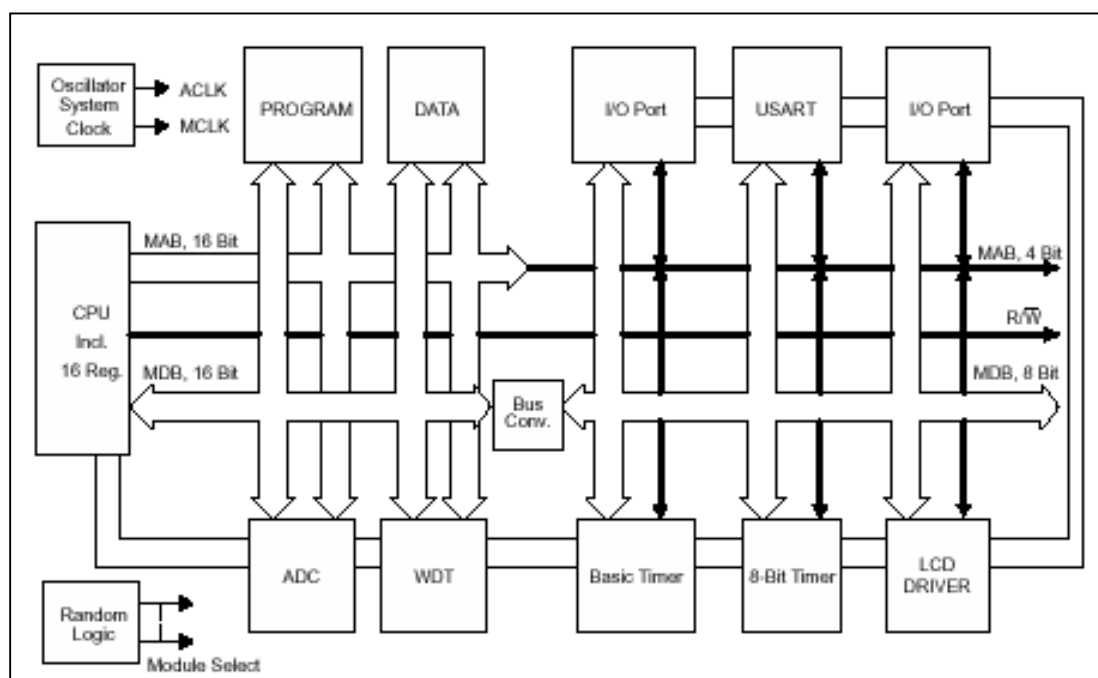 Oscillator
System
Clock
ACLK
MCLK
PROGRAM
DATA
I/O Port
USART
I/O Port
MAB, 16 Bit
MAB, 4 Bit
CPU
Incl.
16 Reg.
R/W̅
MDB, 16 Bit
Bus
Conv.
MDB, 8 Bit
ADC
WDT
Basic Timer
8-Bit Timer
LCD
DRIVER
Random
Logic
Module Select